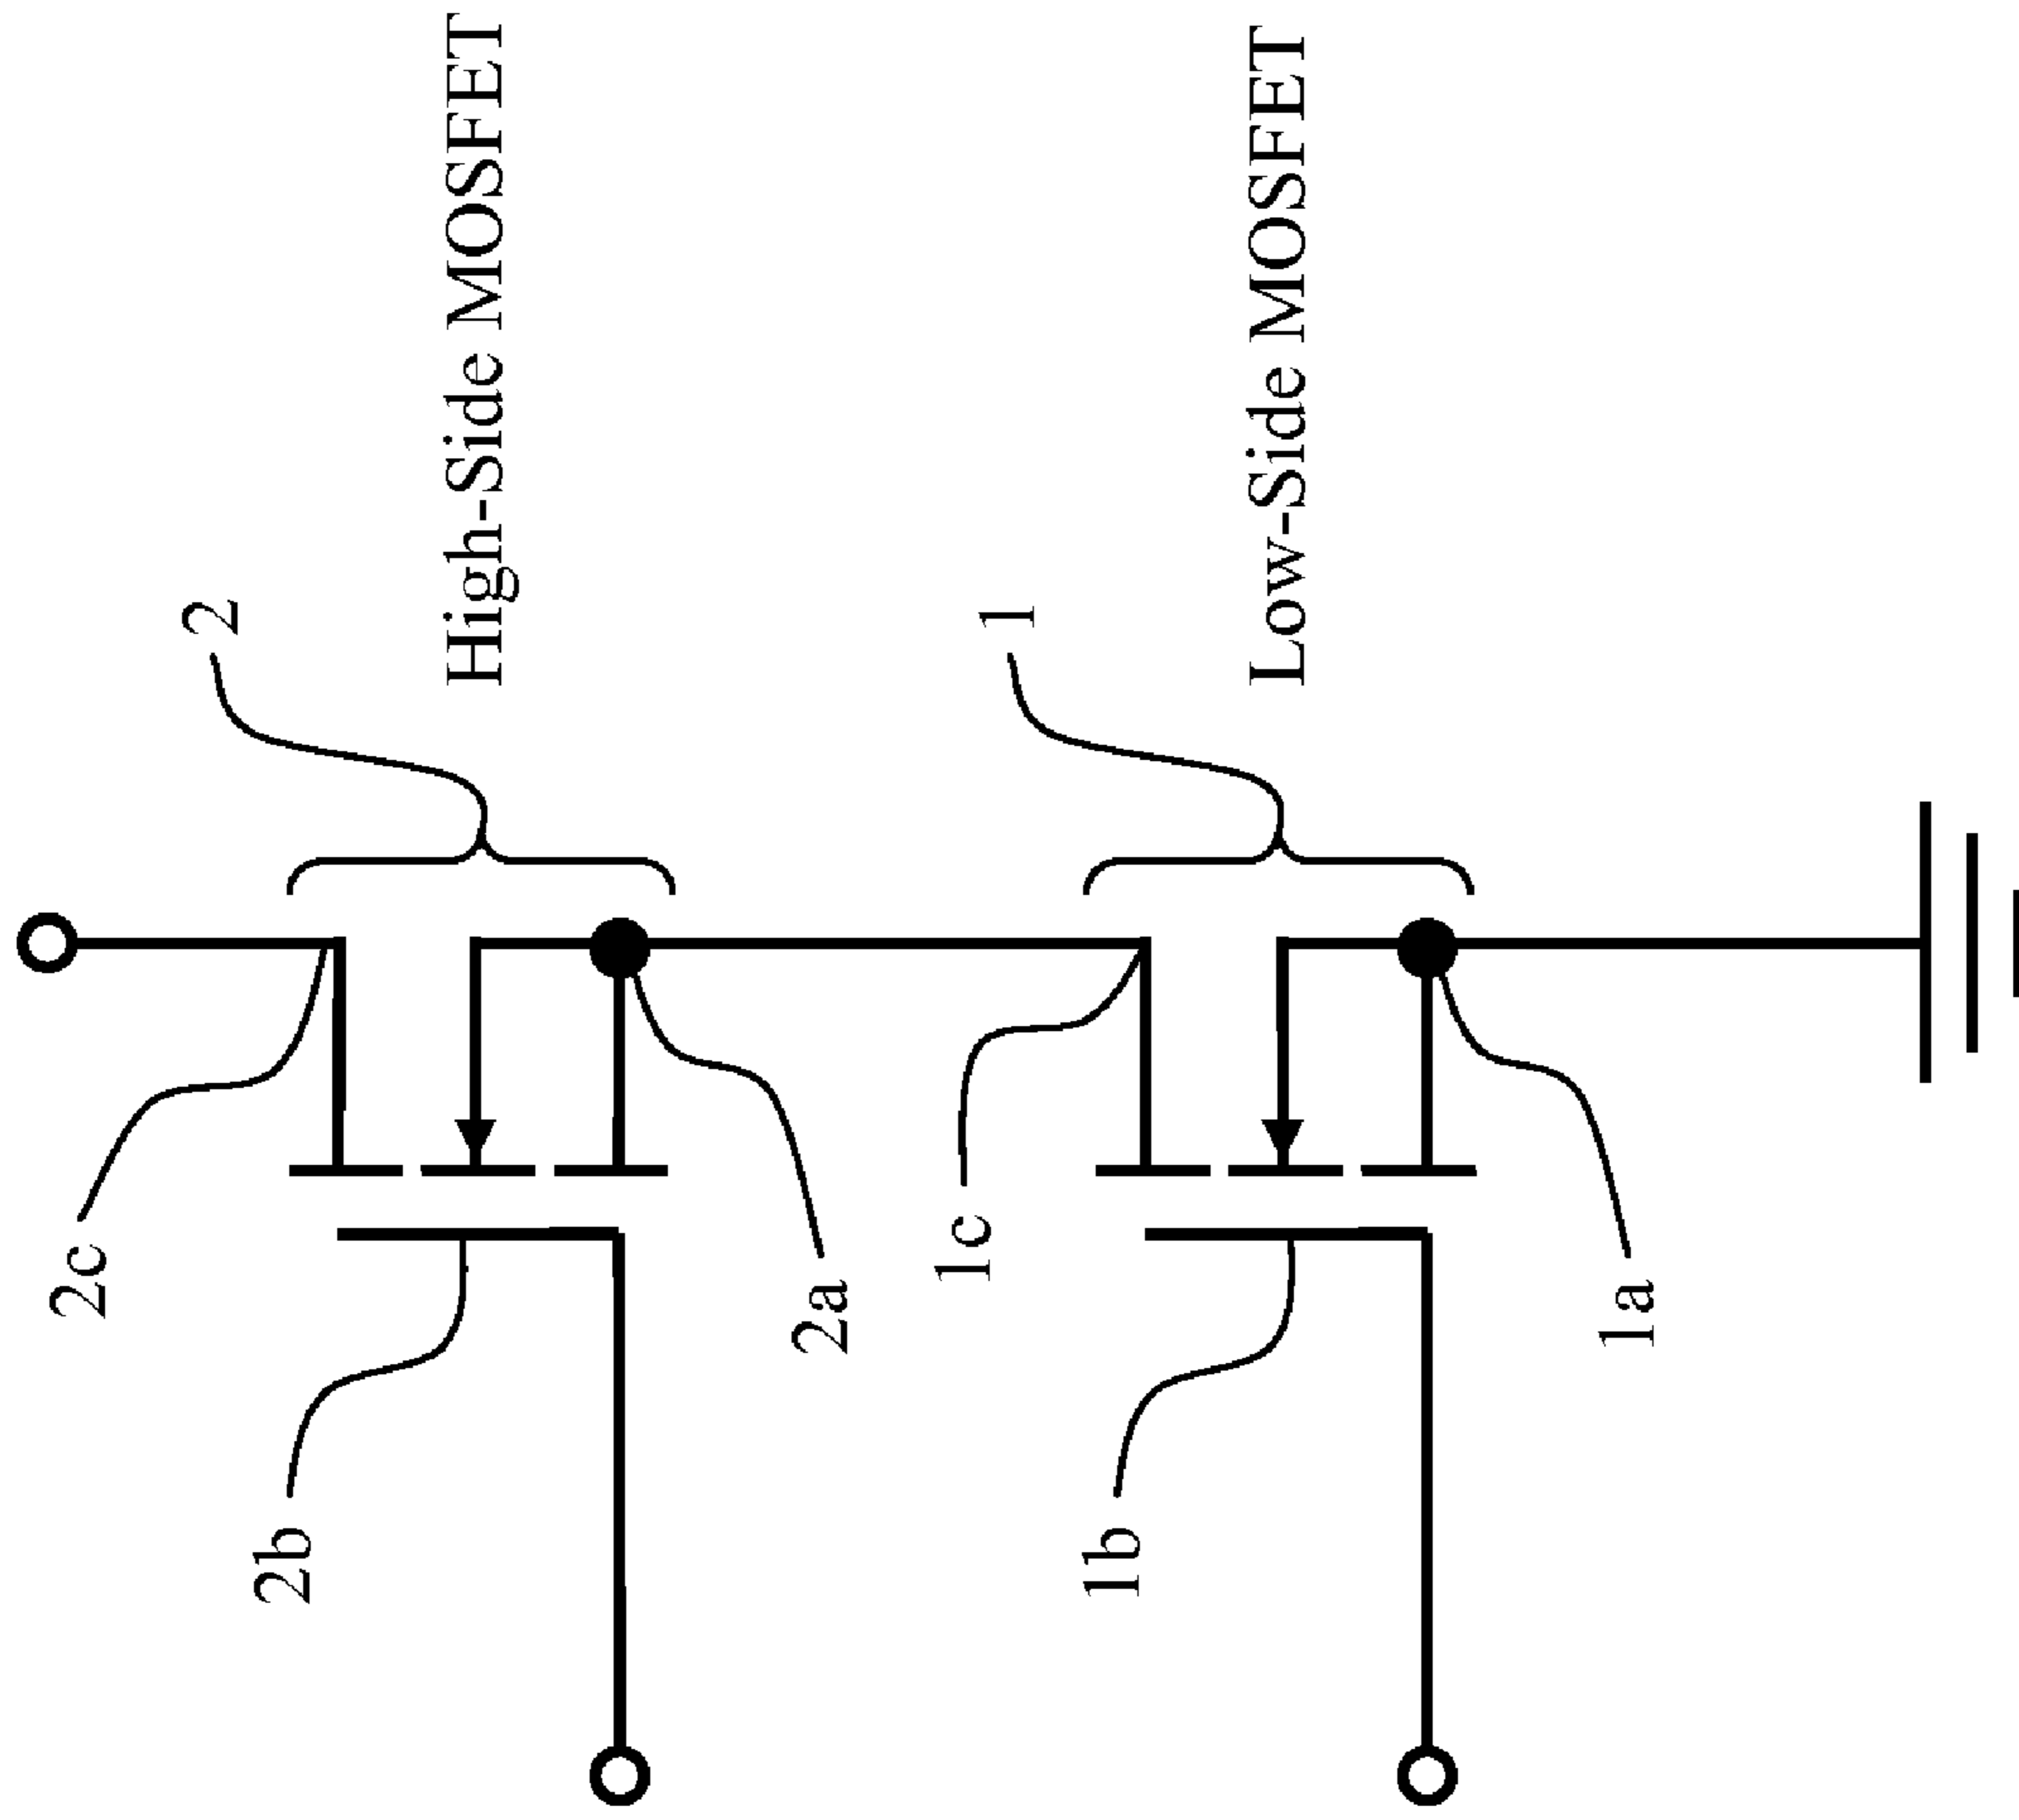 2
High-Side MOSFET
2c
2b
2a
1
Low-Side MOSFET
1c
1b
1a